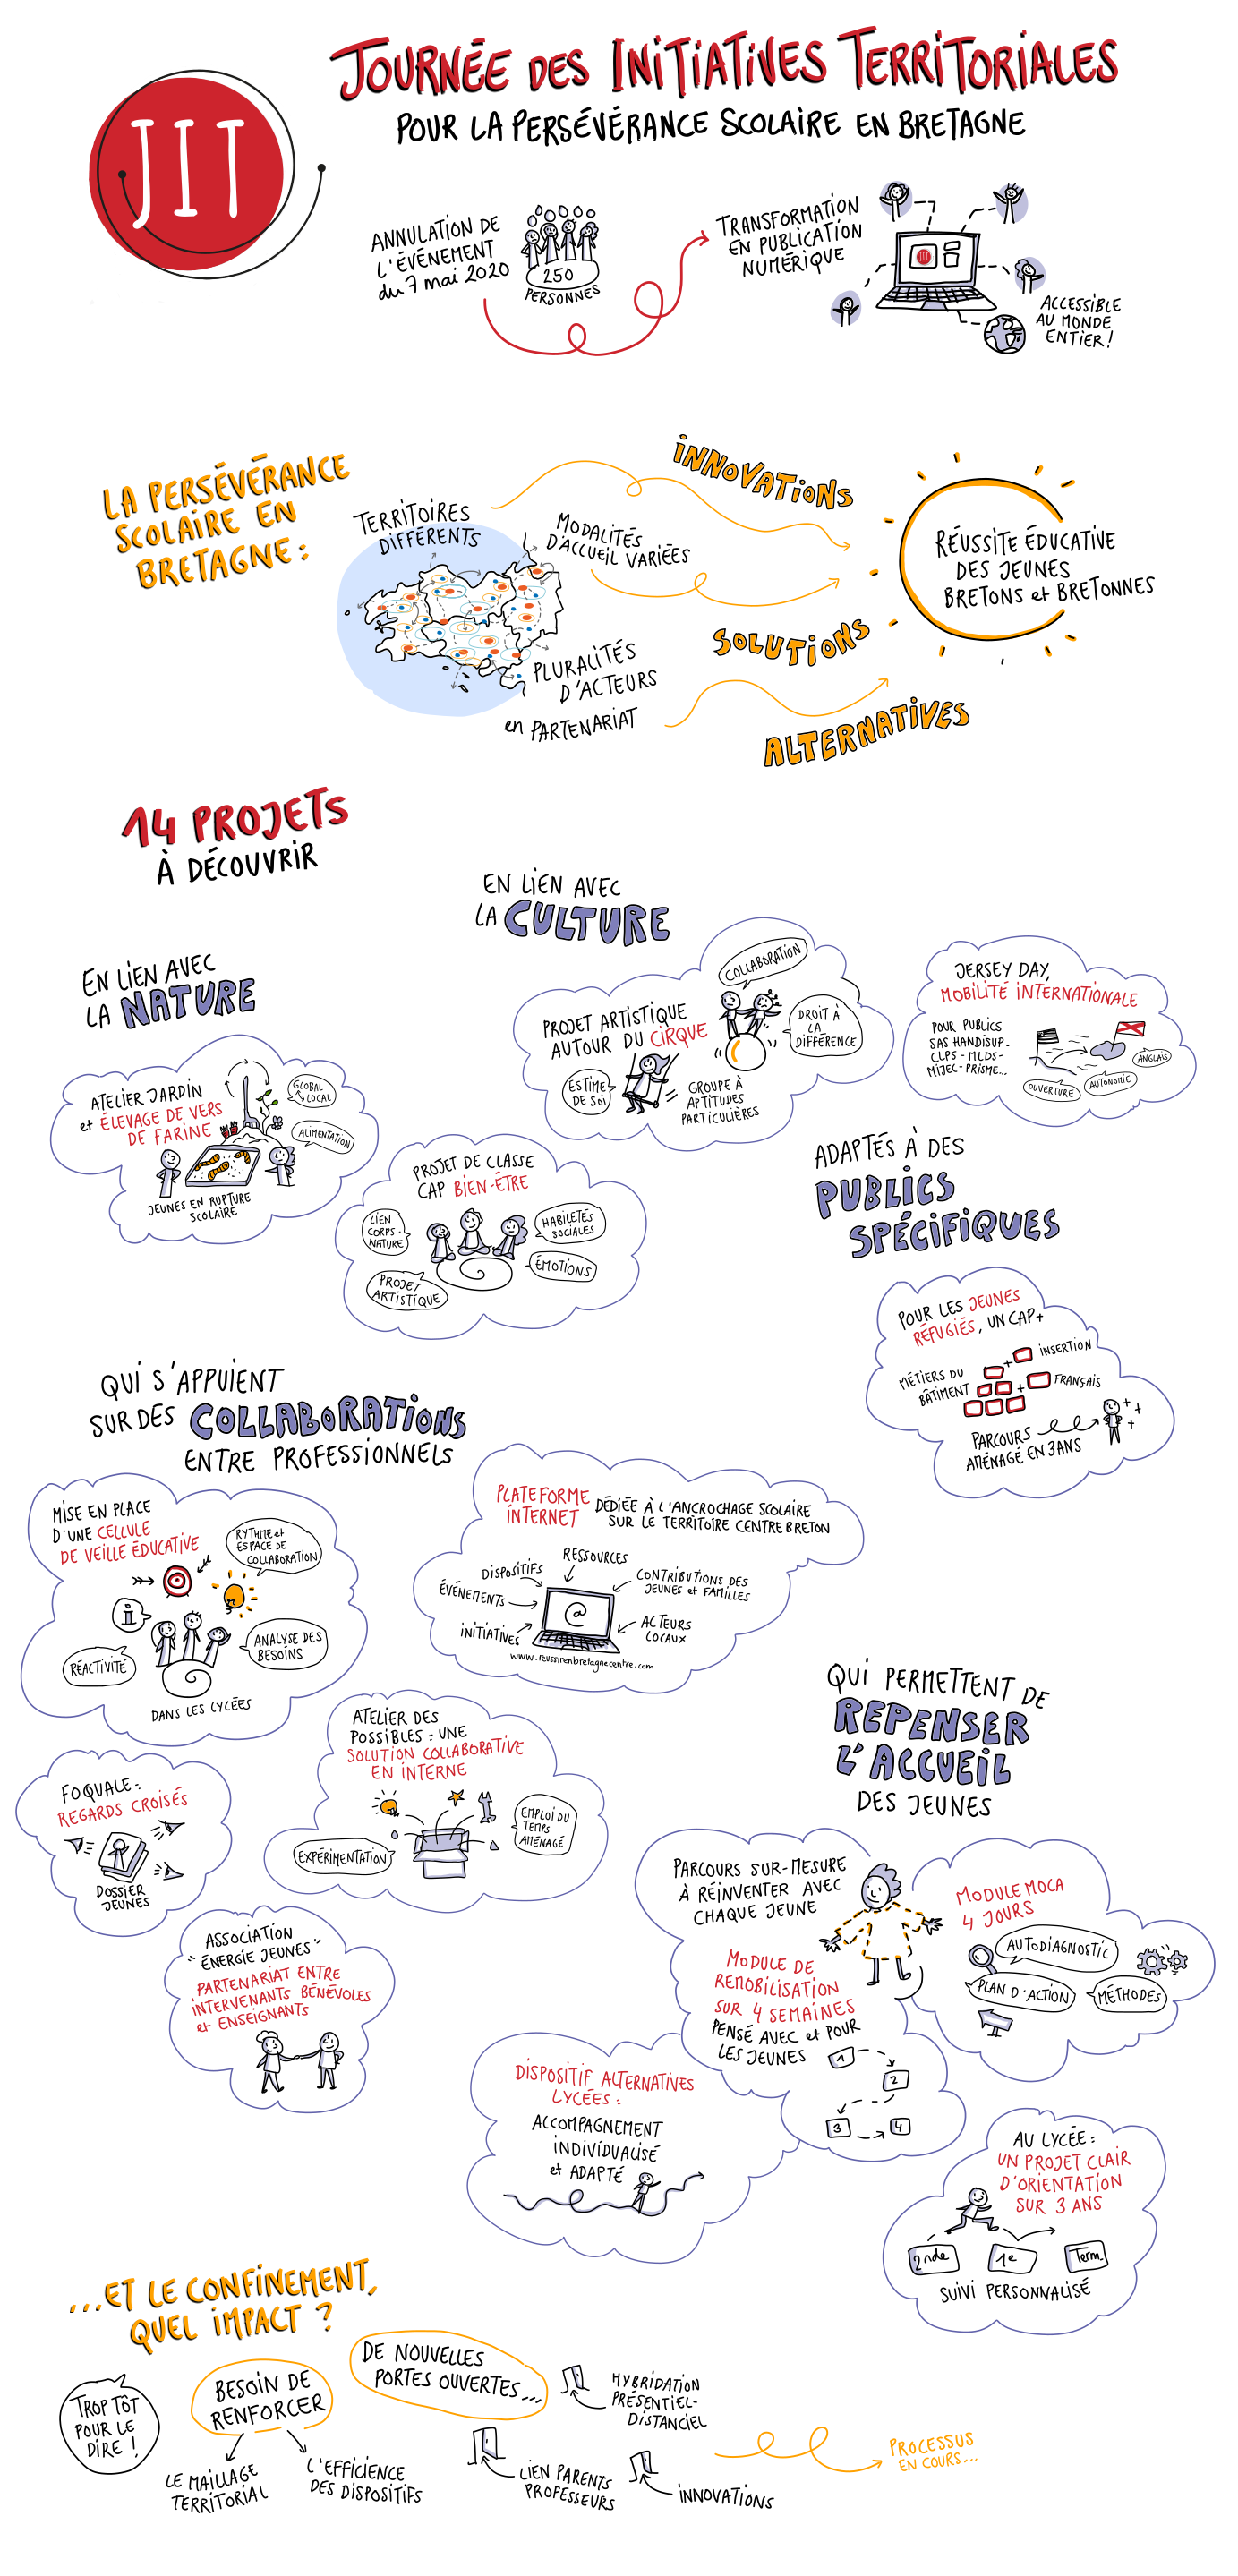 JIT
JOURNÉE DES INITIATIVES TERRITORIALES
POUR LA PERSÉVÉRANCE SCOLAIRE EN BRETAGNE
ANNULATION DE
L'ÉVÉNEMENT
du 7 mai 2020
250
PERSONNES
TRANSFORMATION
EN PUBLICATION
NUMÉRIQUE
ACCESSIBLE
AU MONDE
ENTIER !
LA PERSÉVÉRANCE
SCOLAIRE EN
BRETAGNE :
TERRITOIRES
DIFFÉRENTS
MODALITÉS
D'ACCUEIL VARIÉES
PLURALITÉS
D'ACTEURS
en PARTENARIAT
INNOVATIONS
SOLUTIONS
ALTERNATIVES
RÉUSSITE ÉDUCATIVE
DES JEUNES
BRETONS et BRETONNES
14 PROJETS
À DÉCOUVRIR
EN LIEN AVEC
LA NATURE
ATELIER JARDIN
et ÉLEVAGE DE VERS
DE FARINE
GLOBAL
LOCAL
ALIMENTATION
JEUNES EN RUPTURE
SCOLAIRE
EN LIEN AVEC
LA CULTURE
PROJET ARTISTIQUE
AUTOUR DU CIRQUE
COLLABORATION
DROIT À
LA
DIFFÉRENCE
ESTIME
DE SOI
GROUPE À
APTITUDES
PARTICULIÈRES
PROJET DE CLASSE
CAP BIEN-ÊTRE
LIEN
CORPS-
NATURE
HABILETÉS
SOCIALES
ÉMOTIONS
PROJET
ARTISTIQUE
JERSEY DAY,
MOBILITÉ INTERNATIONALE
POUR PUBLICS
SAS HANDISUP-
CLPS - MLDS-
MIJEC-PRISME...
ANGLAIS
AUTONOMIE
OUVERTURE
ADAPTÉS À DES
PUBLICS
SPÉCIFIQUES
POUR LES JEUNES
RÉFUGIÉS, UN CAP+
MÉTIERS DU
BÂTIMENT
+ INSERTION
+ FRANÇAIS
PARCOURS
AMÉNAGÉ EN 3 ANS
QUI S'APPUIENT
SUR DES COLLABORATIONS
ENTRE PROFESSIONNELS
MISE EN PLACE
D'UNE CELLULE
DE VEILLE ÉDUCATIVE
RYTHME et
ESPACE DE
COLLABORATION
i
RÉACTIVITÉ
ANALYSE DES
BESOINS
DANS LES LYCÉES
PLATEFORME
INTERNET
DÉDIÉE À L'ANCROCHAGE SCOLAIRE
SUR LE TERRITOIRE CENTRE BRETON
RESSOURCES
DISPOSITIFS
ÉVÉNEMENTS
INITIATIVES
CONTRIBUTIONS DES
JEUNES et FAMILLES
ACTEURS
LOCAUX
@
www.reussirenbretagnecentre.com
ATELIER DES
POSSIBLES : UNE
SOLUTION COLLABORATIVE
EN INTERNE
EXPÉRIMENTATION
EMPLOI DU
TEMPS
AMÉNAGÉ
FOQUALE :
REGARDS CROISÉS
DOSSIER
JEUNES
ASSOCIATION
"ÉNERGIE JEUNES"
PARTENARIAT ENTRE
INTERVENANTS BÉNÉVOLES
et ENSEIGNANTS
QUI PERMETTENT DE
REPENSER
L'ACCUEIL
DES JEUNES
PARCOURS SUR-MESURE
À RÉINVENTER AVEC
CHAQUE JEUNE
MODULE DE
REMOBILISATION
SUR 4 SEMAINES
PENSÉ AVEC et POUR
LES JEUNES
1
2
3
4
MODULE MOCA
4 JOURS
AUTODIAGNOSTIC
PLAN D'ACTION
MÉTHODES
DISPOSITIF ALTERNATIVES
LYCÉES :
ACCOMPAGNEMENT
INDIVIDUALISÉ
et ADAPTÉ
AU LYCÉE :
UN PROJET CLAIR
D'ORIENTATION
SUR 3 ANS
2nde
1e
Term.
SUIVI PERSONNALISÉ
...ET LE CONFINEMENT,
QUEL IMPACT ?
TROP TÔT
POUR LE
DIRE !
BESOIN DE
RENFORCER
LE MAILLAGE
TERRITORIAL
L'EFFICIENCE
DES DISPOSITIFS
DE NOUVELLES
PORTES OUVERTES...
HYBRIDATION
PRÉSENTIEL-
DISTANCIEL
LIEN PARENTS
PROFESSEURS
INNOVATIONS
PROCESSUS
EN COURS...